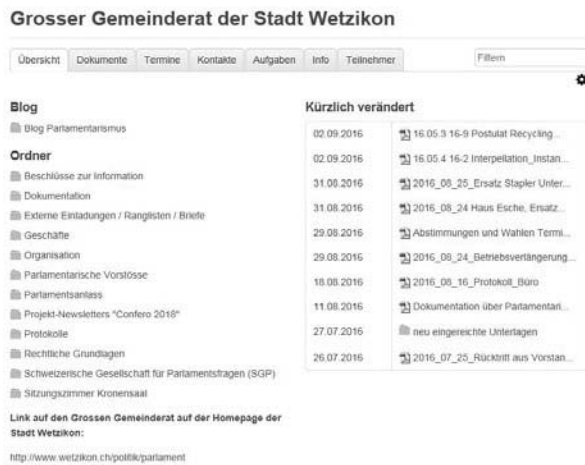 Grosser Gemeinderat der Stadt Wetzikon
Übersicht Dokumente Termine Kontakte Aufgaben Info Teilnehmer Filtern
Blog
Blog Parlamentarismus
Ordner
Beschlüsse zur Information
Dokumentation
Externe Einladungen / Ranglisten / Briefe
Geschäfte
Organisation
Parlamentarische Vorstösse
Parlamentsanlass
Projekt-Newsletters "Confero 2018"
Protokolle
Rechtliche Grundlagen
Schweizerische Gesellschaft für Parlamentsfragen (SGP)
Sitzungszimmer Kronensaal
Link auf den Grossen Gemeinderat auf der Homepage der
Stadt Wetzikon:
http://www.wetzikon.ch/politik/parlament
Kürzlich verändert
02.09.2016 16.05.3 16-9 Postulat Recycling...
02.09.2016 16.05.4 16-2 Interpellation_Instan...
31.08.2016 2016_08_25_Ersatz Stapler Unter...
31.08.2016 2016_08_24 Haus Esche, Ersatz...
29.08.2016 Abstimmungen und Wahlen Termi...
29.08.2016 2016_08_24_Betriebsverlängerung...
18.08.2016 2016_08_16_Protokoll_Büro
11.08.2016 Dokumentation über Parlamentari...
27.07.2016 neu eingereichte Unterlagen
26.07.2016 2016_07_25_Rücktritt aus Vorstan...